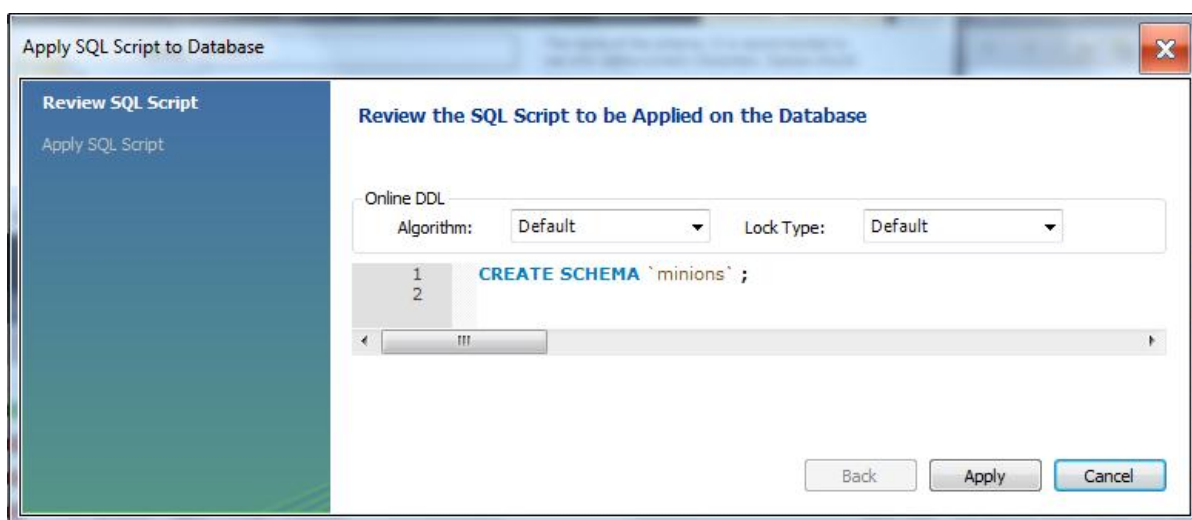 Apply SQL Script to Database
Review SQL Script
Apply SQL Script
Review the SQL Script to be Applied on the Database
Online DDL
Algorithm: Default Lock Type: Default
1 CREATE SCHEMA `minions` ;
2
Back Apply Cancel